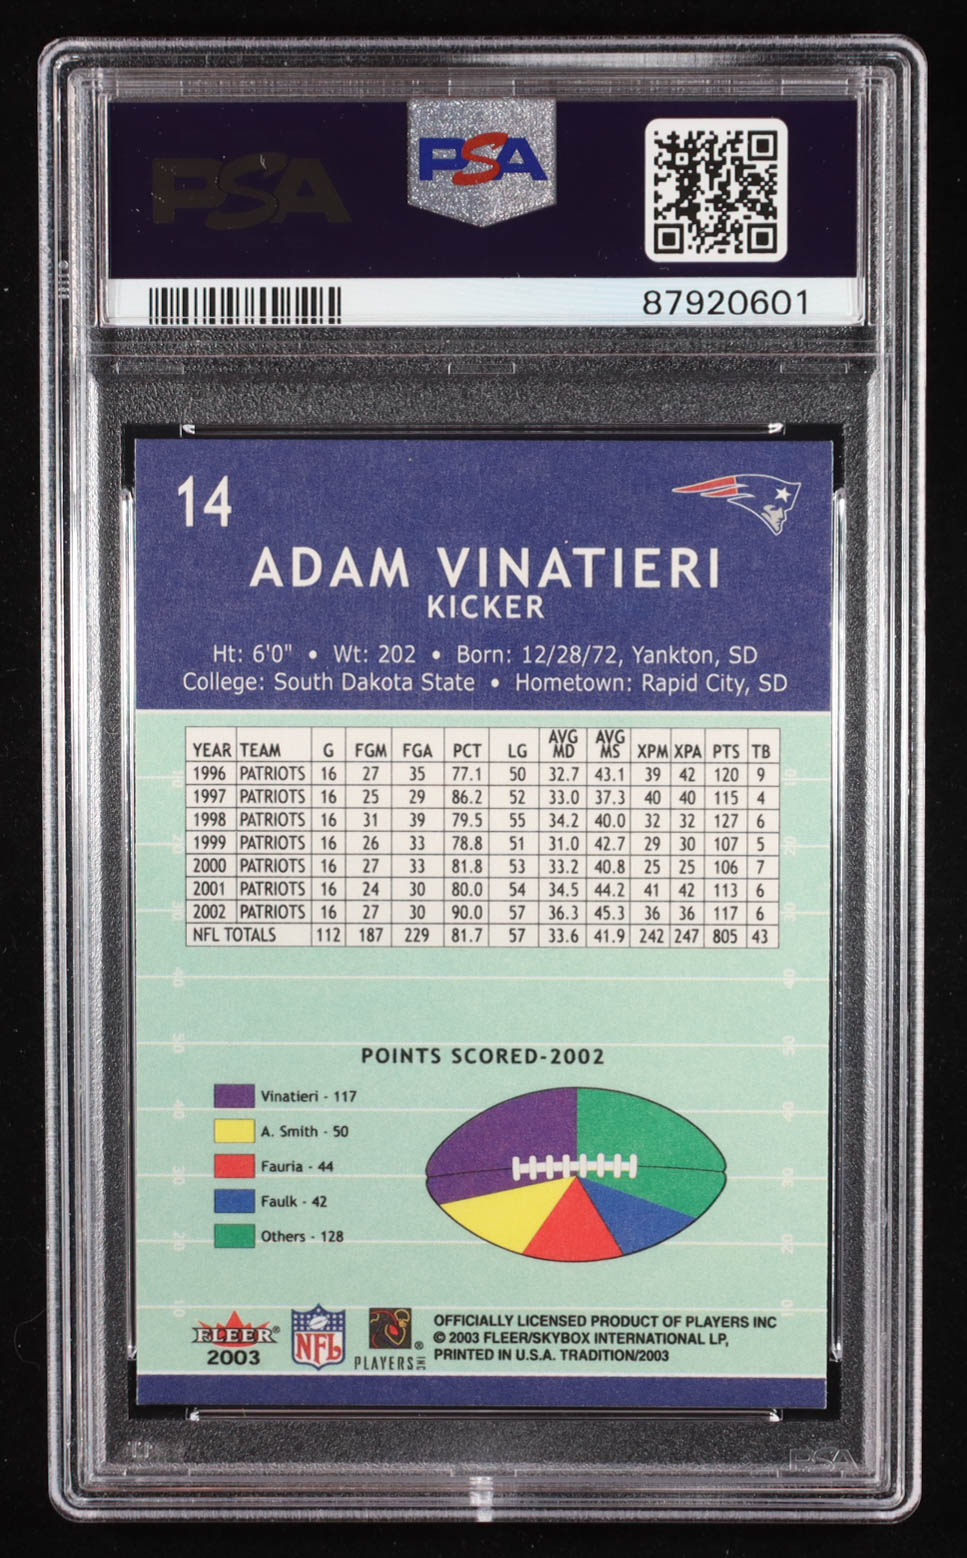 PSA
PSA
87920601
14
ADAM VINATIERI
KICKER
Ht: 6'0" • Wt: 202 • Born: 12/28/72, Yankton, SD
College: South Dakota State • Hometown: Rapid City, SD
YEAR TEAM G FGM FGA PCT LG AVG MD AVG MS XPM XPA PTS TB
1996 PATRIOTS 16 27 35 77.1 50 32.7 43.1 39 42 120 9
1997 PATRIOTS 16 25 29 86.2 52 33.0 37.3 40 40 115 4
1998 PATRIOTS 16 31 39 79.5 55 34.2 40.0 32 32 127 6
1999 PATRIOTS 16 26 33 78.8 51 31.0 42.7 29 30 107 5
2000 PATRIOTS 16 27 33 81.8 53 33.2 40.8 25 25 106 7
2001 PATRIOTS 16 24 30 80.0 54 34.5 44.2 41 42 113 6
2002 PATRIOTS 16 27 30 90.0 57 36.3 45.3 36 36 117 6
NFL TOTALS 112 187 229 81.7 57 33.6 41.9 242 247 805 43
POINTS SCORED-2002
Vinatieri - 117
A. Smith - 50
Fauria - 44
Faulk - 42
Others - 128
FLEER®
2003
NFL
PLAYERS INC ®
OFFICIALLY LICENSED PRODUCT OF PLAYERS INC
© 2003 FLEER/SKYBOX INTERNATIONAL LP,
PRINTED IN U.S.A. TRADITION/2003
PSA